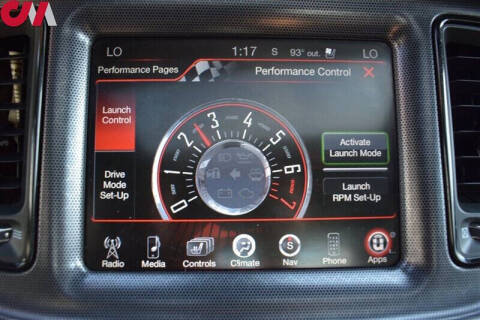 LO 1:17 S 93° out. LO
Performance Pages Performance Control
Launch
Control
Activate
Launch Mode
Drive
Mode
Set-Up
Launch
RPM Set-Up
0 1 2 3 4 5 6 7
Radio Media Controls Climate Nav Phone Apps